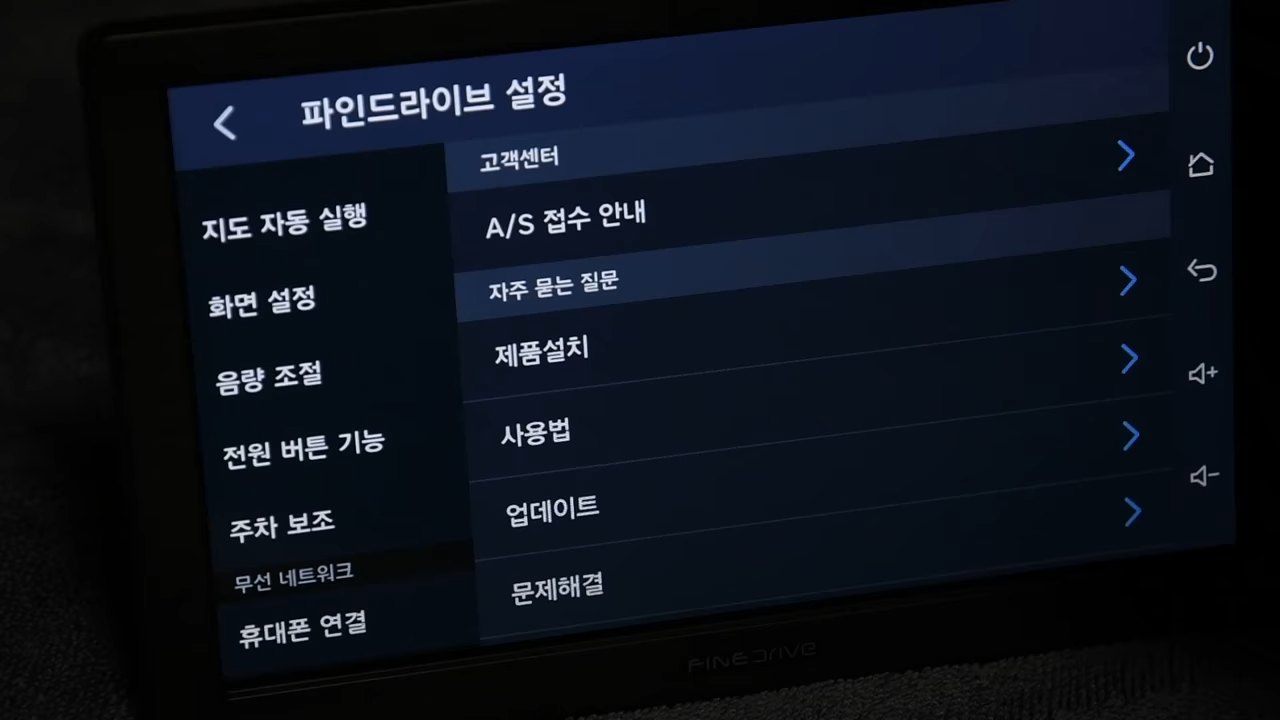 파인드라이브 설정
지도 자동 실행
화면 설정
음량 조절
전원 버튼 기능
주차 보조
무선 네트워크
휴대폰 연결
고객센터
A/S 접수 안내
자주 묻는 질문
제품설치
사용법
업데이트
문제해결
FINEDrive